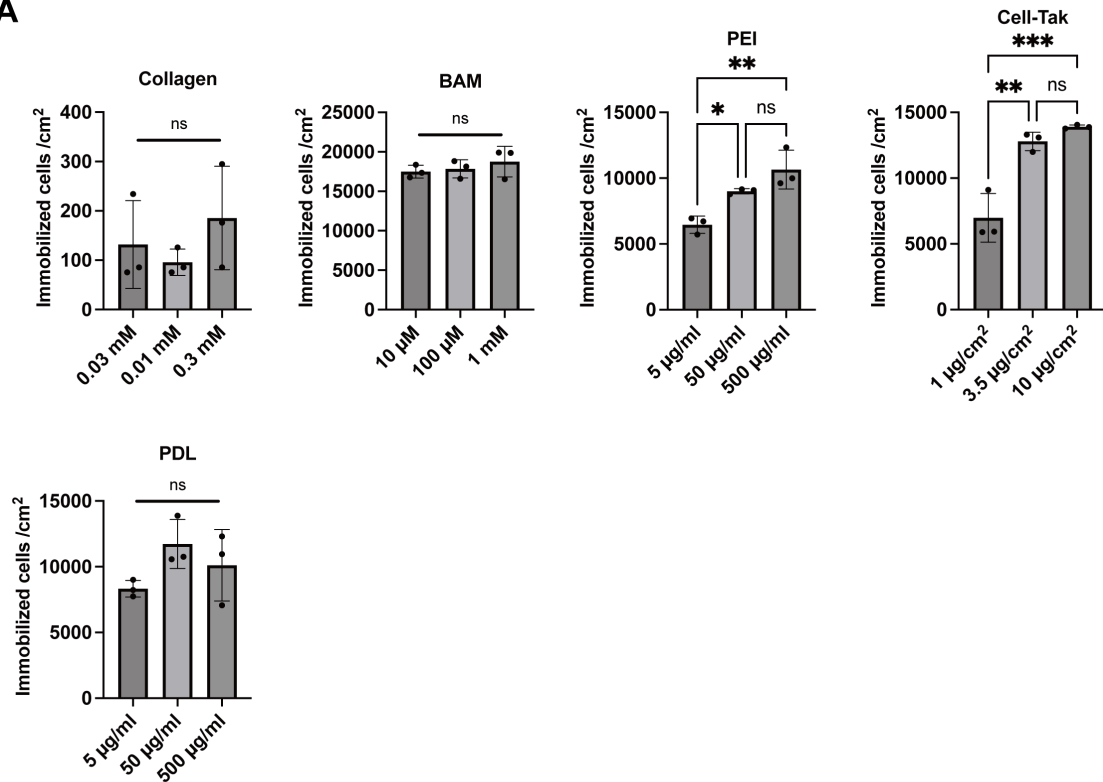 A
Collagen
ns
Immobilized cells /cm²
400
300
200
100
0
0.03 mM
0.01 mM
0.3 mM
BAM
ns
Immobilized cells /cm²
25000
20000
15000
10000
5000
0
10 µM
100 µM
1 mM
PEI
**
*
ns
Immobilized cells /cm²
15000
10000
5000
0
5 µg/ml
50 µg/ml
500 µg/ml
Cell-Tak
***
**
ns
Immobilized cells /cm²
15000
10000
5000
0
1 µg/cm²
3.5 µg/cm²
10 µg/cm²
PDL
ns
Immobilized cells /cm²
15000
10000
5000
0
5 µg/ml
50 µg/ml
500 µg/ml